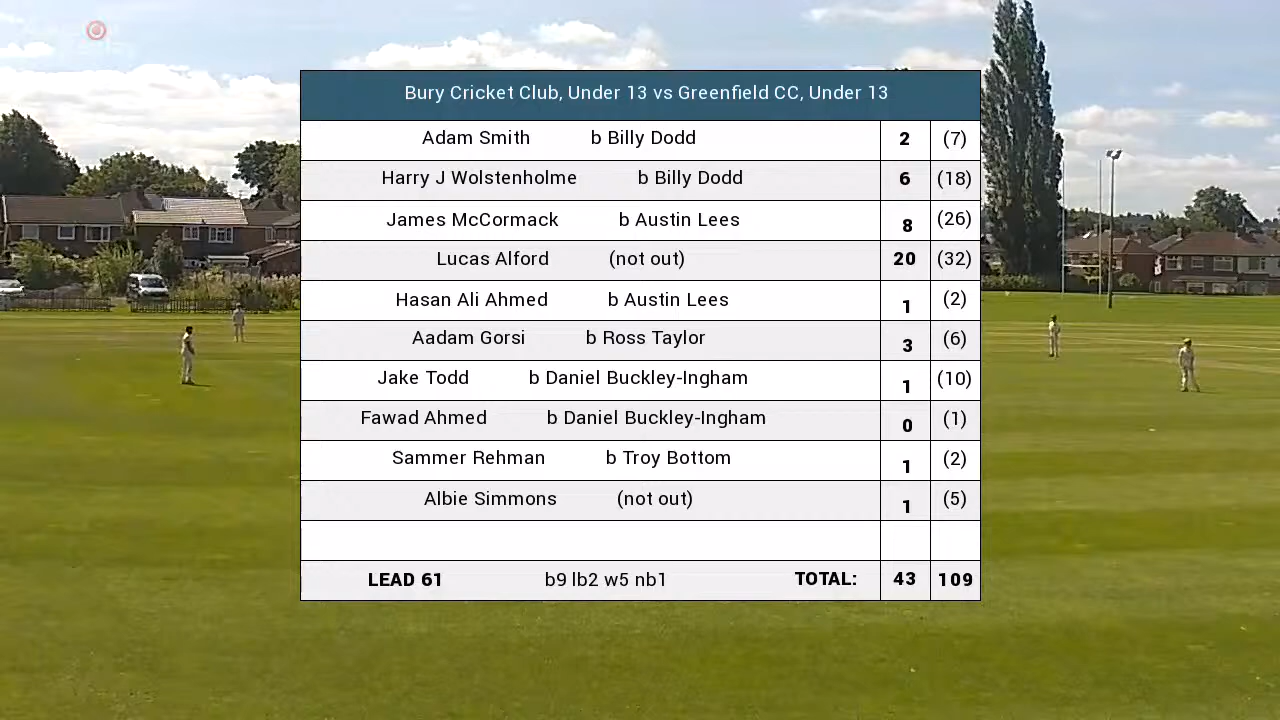 Bury Cricket Club, Under 13 vs Greenfield CC, Under 13
Adam Smith b Billy Dodd 2 (7)
Harry J Wolstenholme b Billy Dodd 6 (18)
James McCormack b Austin Lees 8 (26)
Lucas Alford (not out) 20 (32)
Hasan Ali Ahmed b Austin Lees 1 (2)
Aadam Gorsi b Ross Taylor 3 (6)
Jake Todd b Daniel Buckley-Ingham 1 (10)
Fawad Ahmed b Daniel Buckley-Ingham 0 (1)
Sammer Rehman b Troy Bottom 1 (2)
Albie Simmons (not out) 1 (5)
LEAD 61 b9 lb2 w5 nb1 TOTAL: 43 109